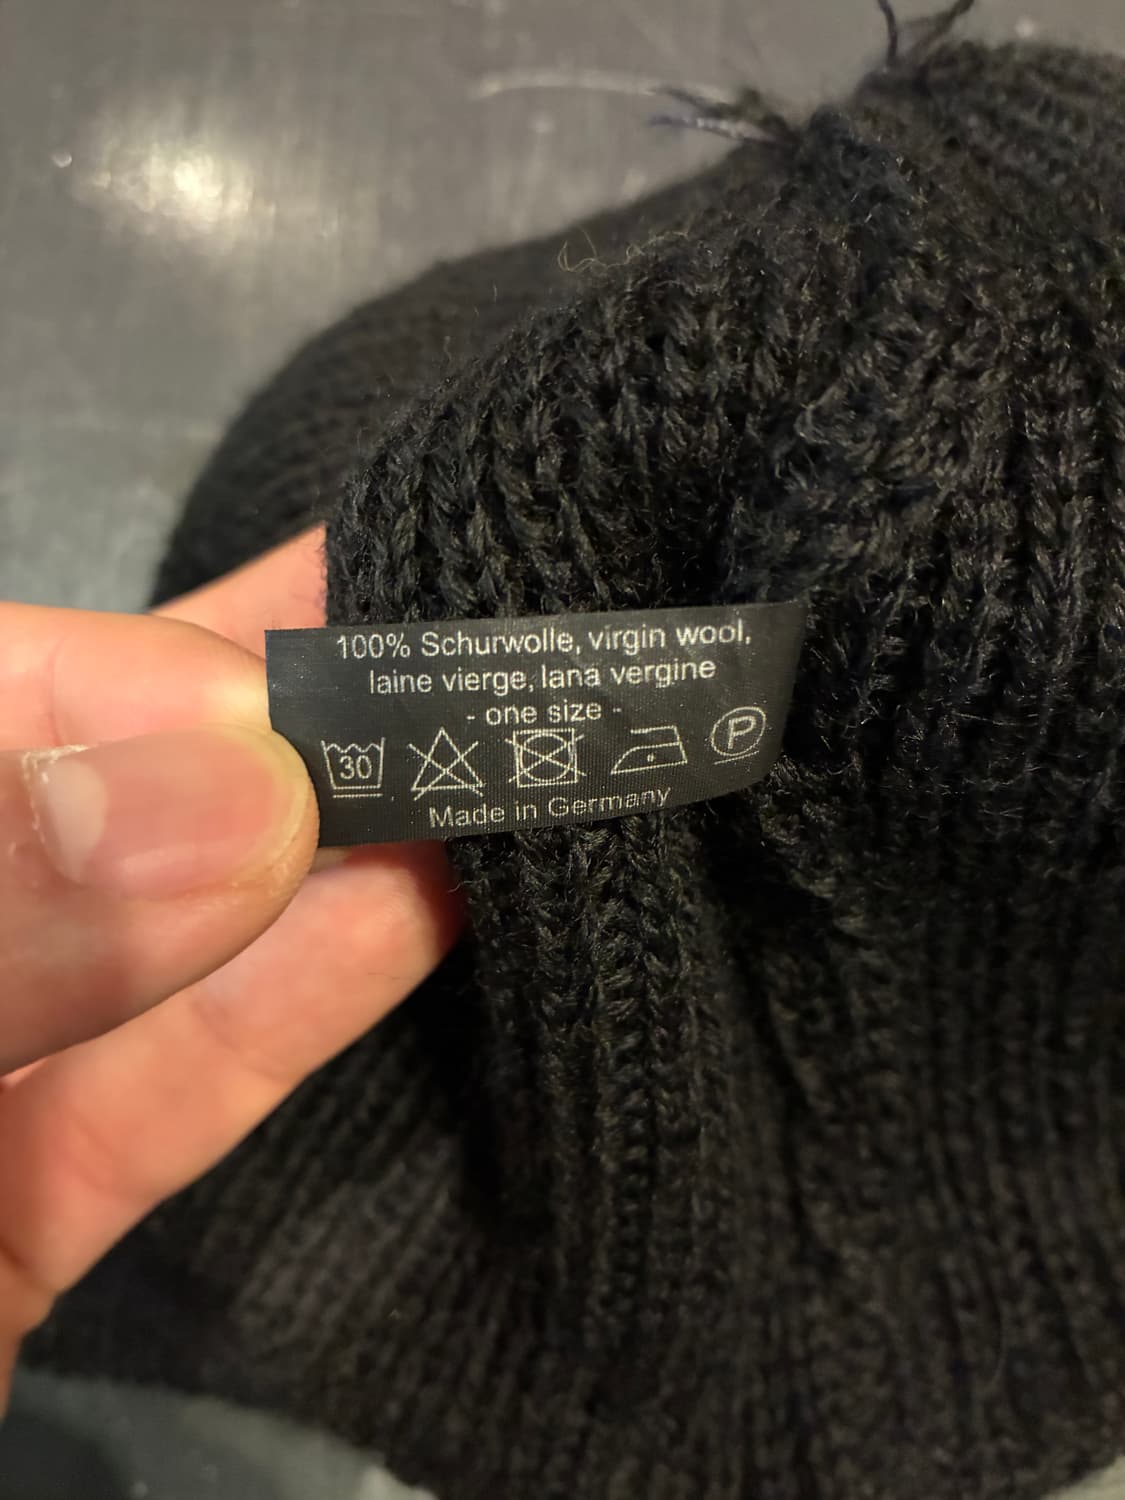 100% Schurwolle, virgin wool,
laine vierge, lana vergine
- one size -
30 P
Made in Germany